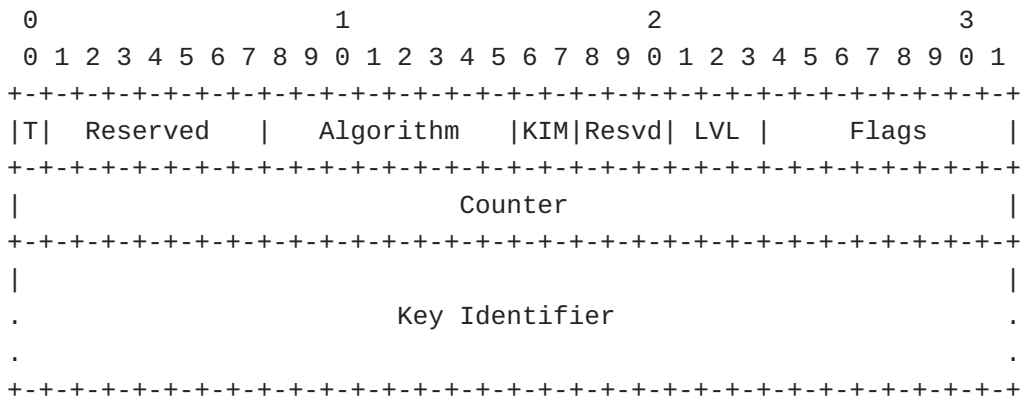 0                   1                   2                   3
 0 1 2 3 4 5 6 7 8 9 0 1 2 3 4 5 6 7 8 9 0 1 2 3 4 5 6 7 8 9 0 1
+-+-+-+-+-+-+-+-+-+-+-+-+-+-+-+-+-+-+-+-+-+-+-+-+-+-+-+-+-+-+-+-+
|T|  Reserved   |   Algorithm   |KIM|Resvd| LVL |     Flags     |
+-+-+-+-+-+-+-+-+-+-+-+-+-+-+-+-+-+-+-+-+-+-+-+-+-+-+-+-+-+-+-+-+
|                            Counter                            |
+-+-+-+-+-+-+-+-+-+-+-+-+-+-+-+-+-+-+-+-+-+-+-+-+-+-+-+-+-+-+-+-+
|                                                               |
.                        Key Identifier                         .
.                                                               .
+-+-+-+-+-+-+-+-+-+-+-+-+-+-+-+-+-+-+-+-+-+-+-+-+-+-+-+-+-+-+-+-+